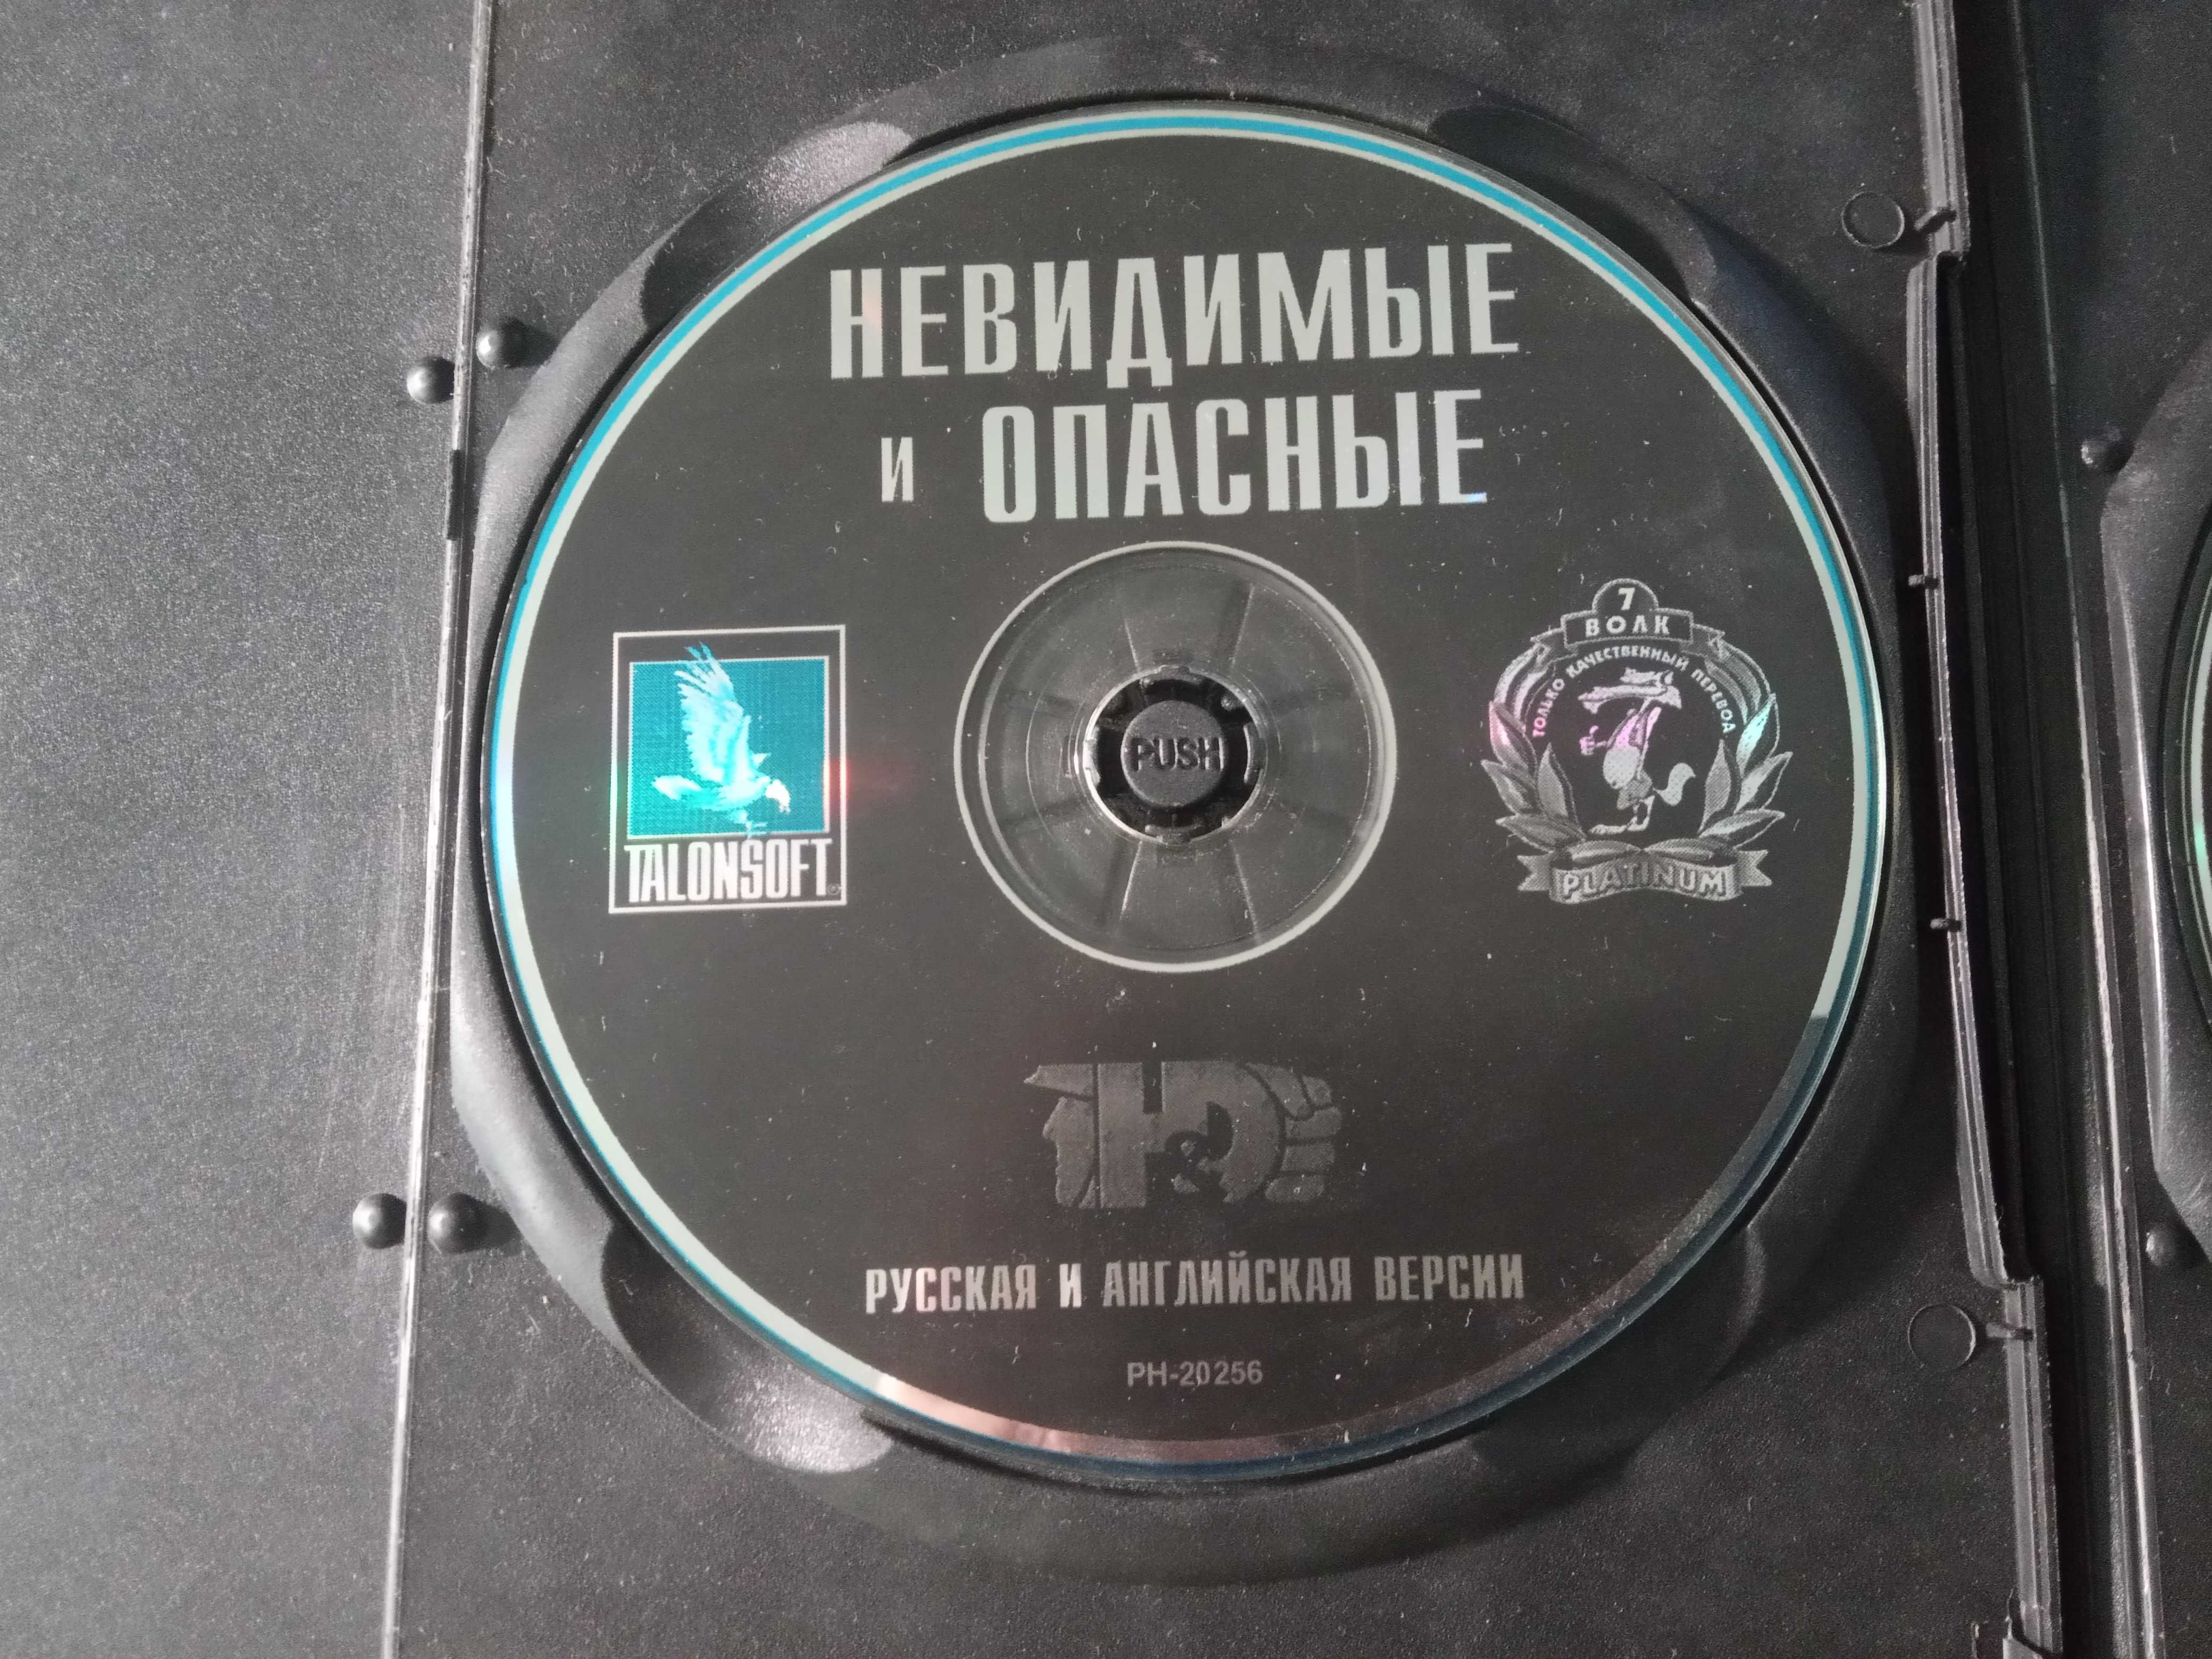 НЕВИДИМЫЕ
и ОПАСНЫЕ
7
ВОЛК
ТОЛЬКО КАЧЕСТВЕННЫЙ ПЕРЕВОД
PLATINUM
TALONSOFT®
PUSH
H&D
РУССКАЯ И АНГЛИЙСКАЯ ВЕРСИИ
PH-20256